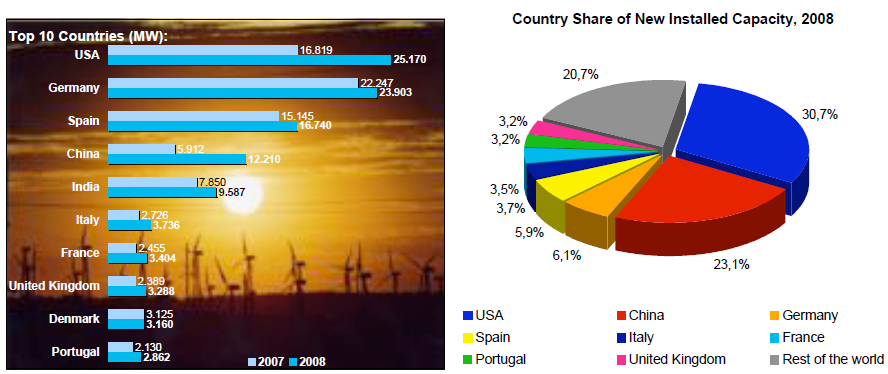 Top 10 Countries (MW):
USA
16.819
25.170
Germany
22.247
23.903
Spain
15.145
16.740
China
5.912
12.210
India
7.850
9.587
Italy
2.726
3.736
France
2.455
3.404
United Kingdom
2.389
3.288
Denmark
3.125
3.160
Portugal
2.130
2.862
2007 2008
Country Share of New Installed Capacity, 2008
20,7%
30,7%
3,2%
3,2%
3,5%
3,7%
5,9%
6,1%
23,1%
USA China Germany
Spain Italy France
Portugal United Kingdom Rest of the world